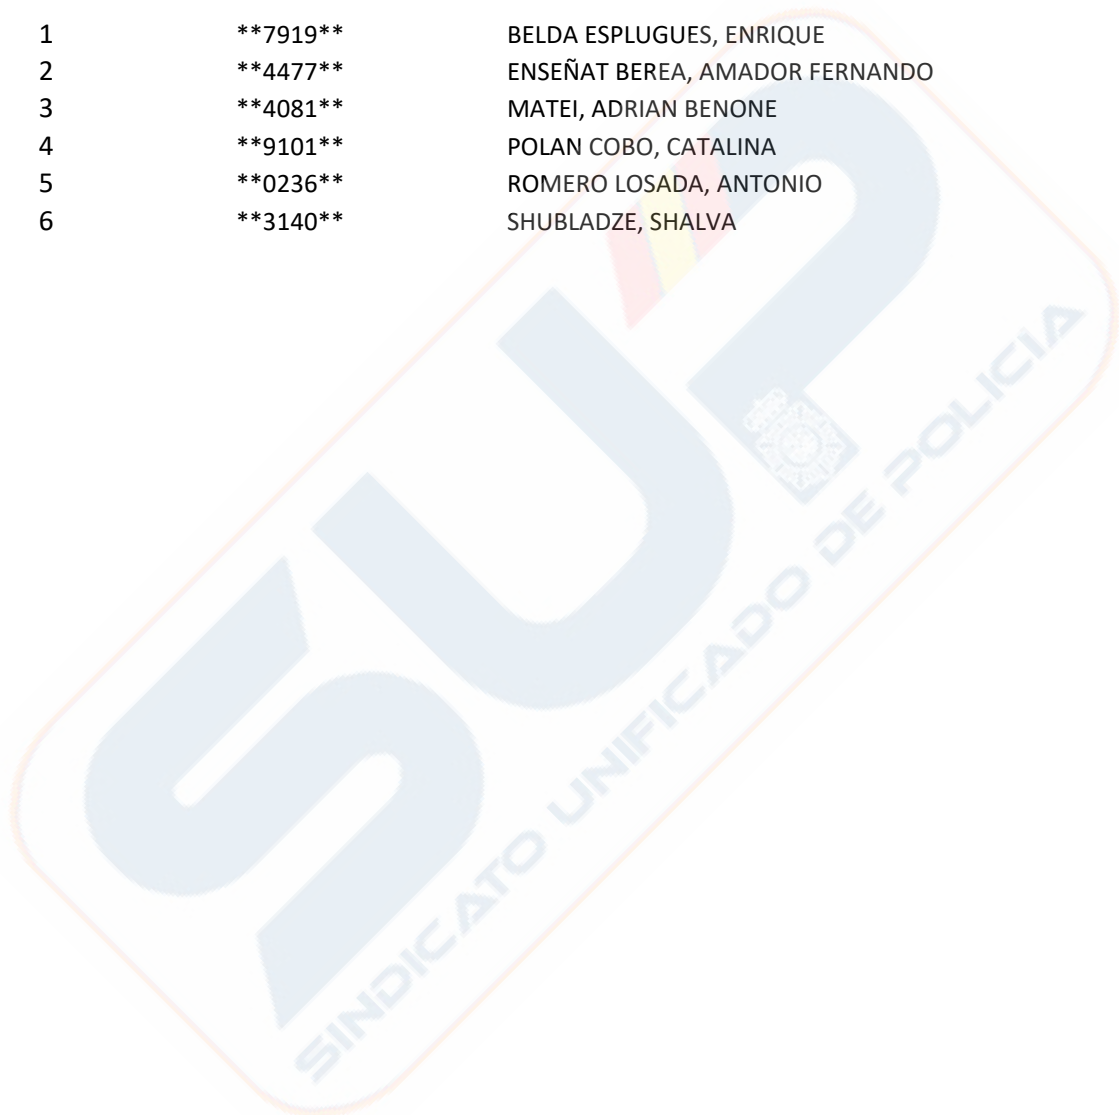 1 **7919** BELDA ESPLUGUES, ENRIQUE
2 **4477** ENSEÑAT BEREA, AMADOR FERNANDO
3 **4081** MATEI, ADRIAN BENONE
4 **9101** POLAN COBO, CATALINA
5 **0236** ROMERO LOSADA, ANTONIO
6 **3140** SHUBLADZE, SHALVA
SUP
SINDICATO UNIFICADO DE POLICIA